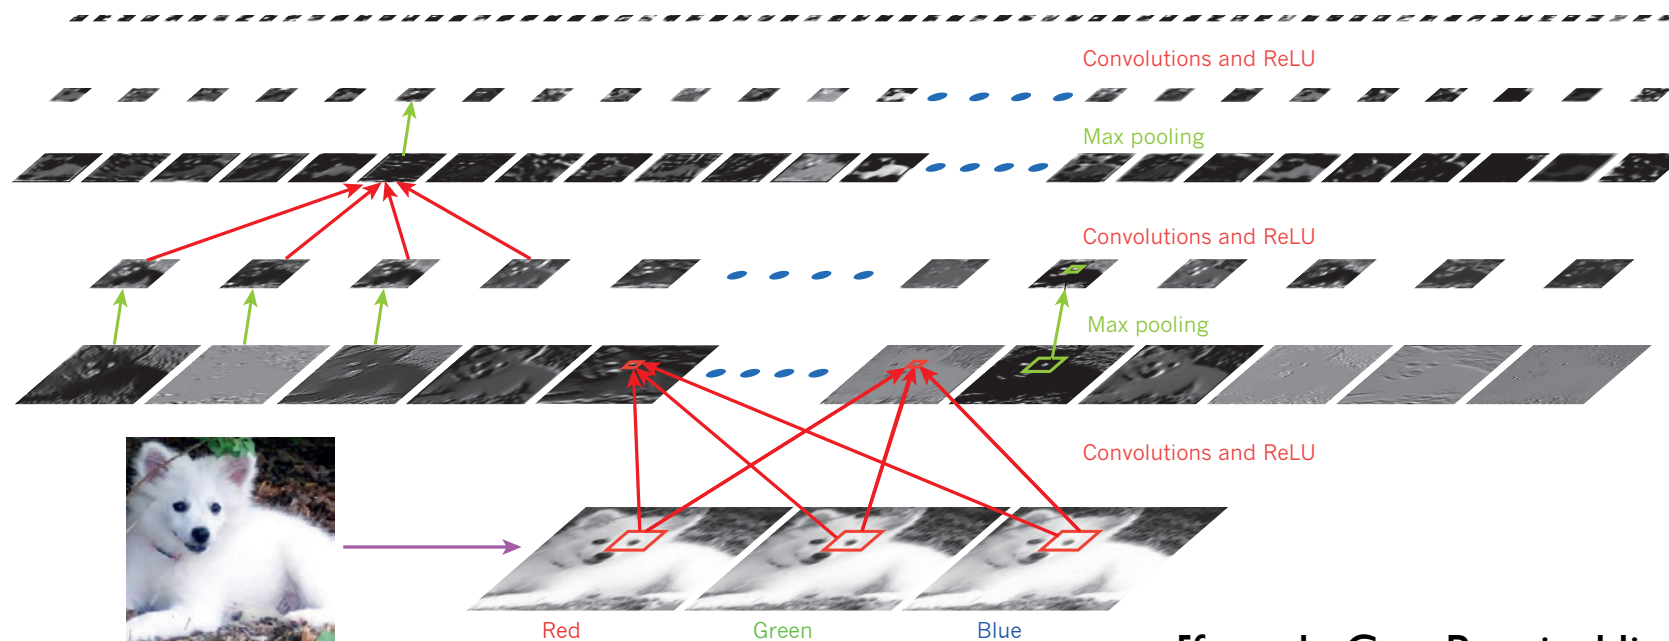 Convolutions and ReLU
Max pooling
Convolutions and ReLU
Max pooling
Convolutions and ReLU
Red Green Blue